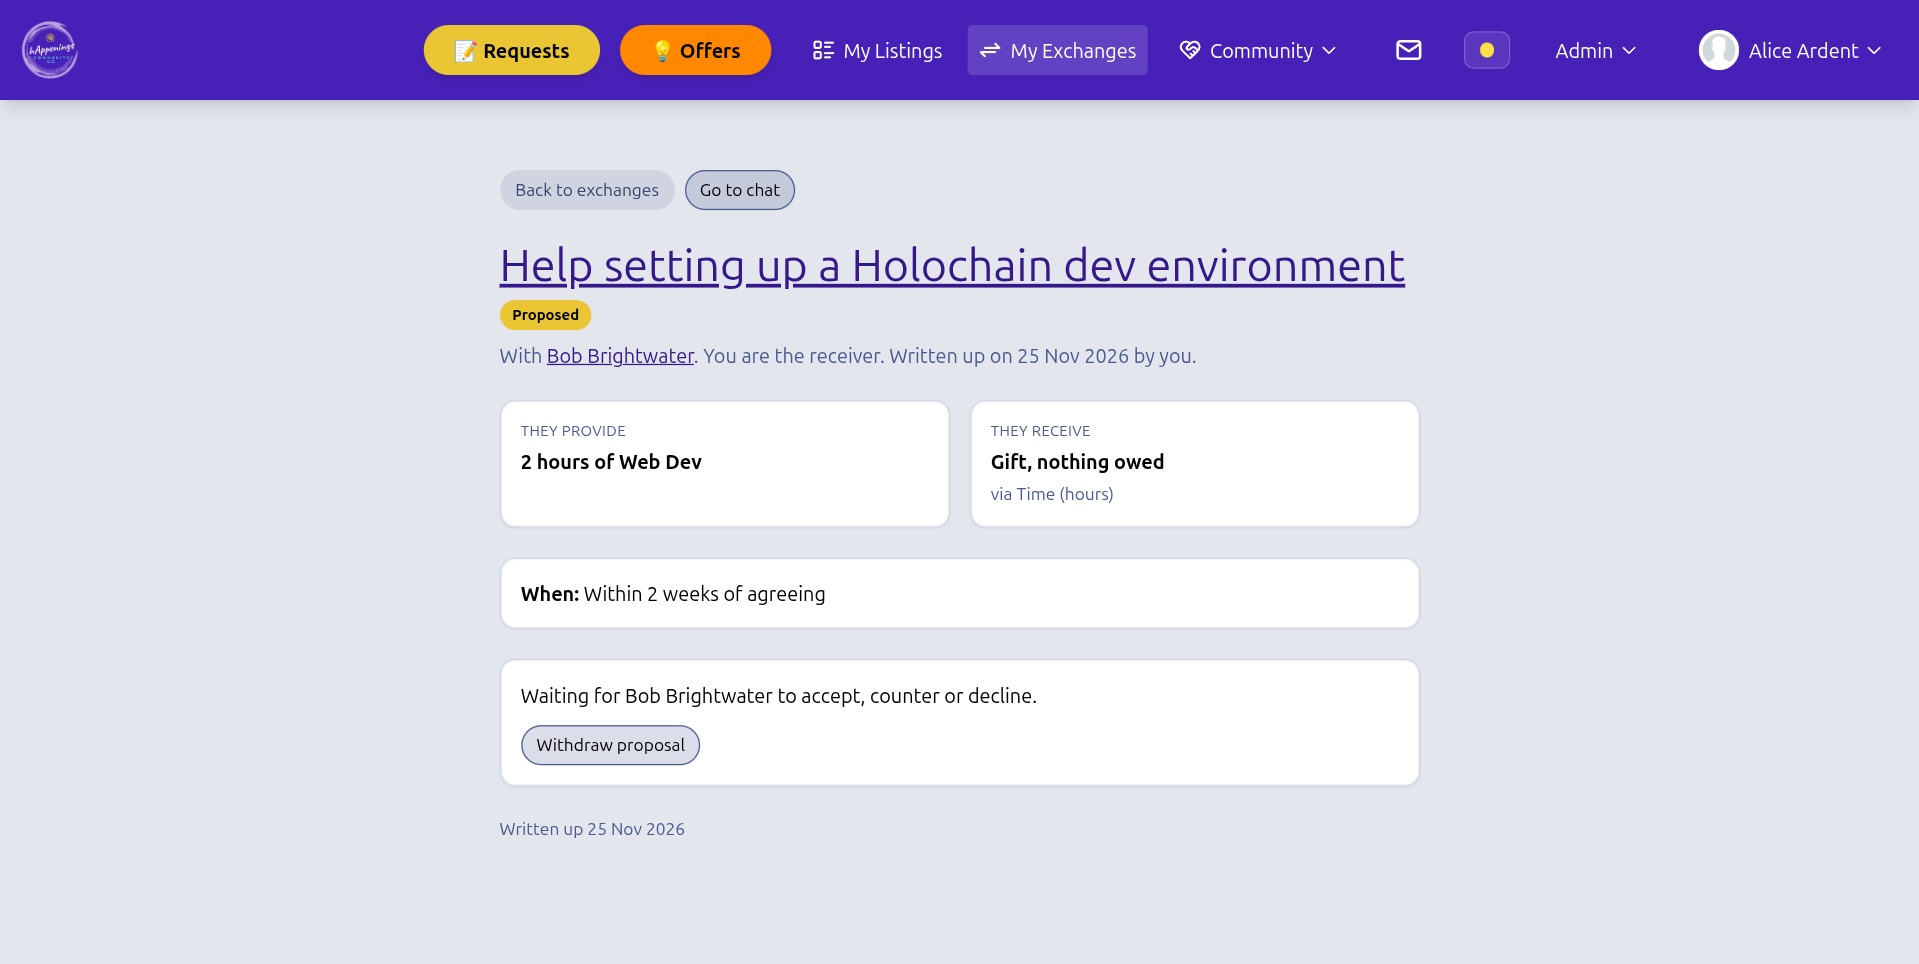 hAppenings
COMMUNITY
CIC
📝 Requests
💡 Offers
My Listings
My Exchanges
Community
Admin
Alice Ardent
Back to exchanges
Go to chat
Help setting up a Holochain dev environment
Proposed
With Bob Brightwater. You are the receiver. Written up on 25 Nov 2026 by you.
THEY PROVIDE
2 hours of Web Dev
THEY RECEIVE
Gift, nothing owed
via Time (hours)
When: Within 2 weeks of agreeing
Waiting for Bob Brightwater to accept, counter or decline.
Withdraw proposal
Written up 25 Nov 2026